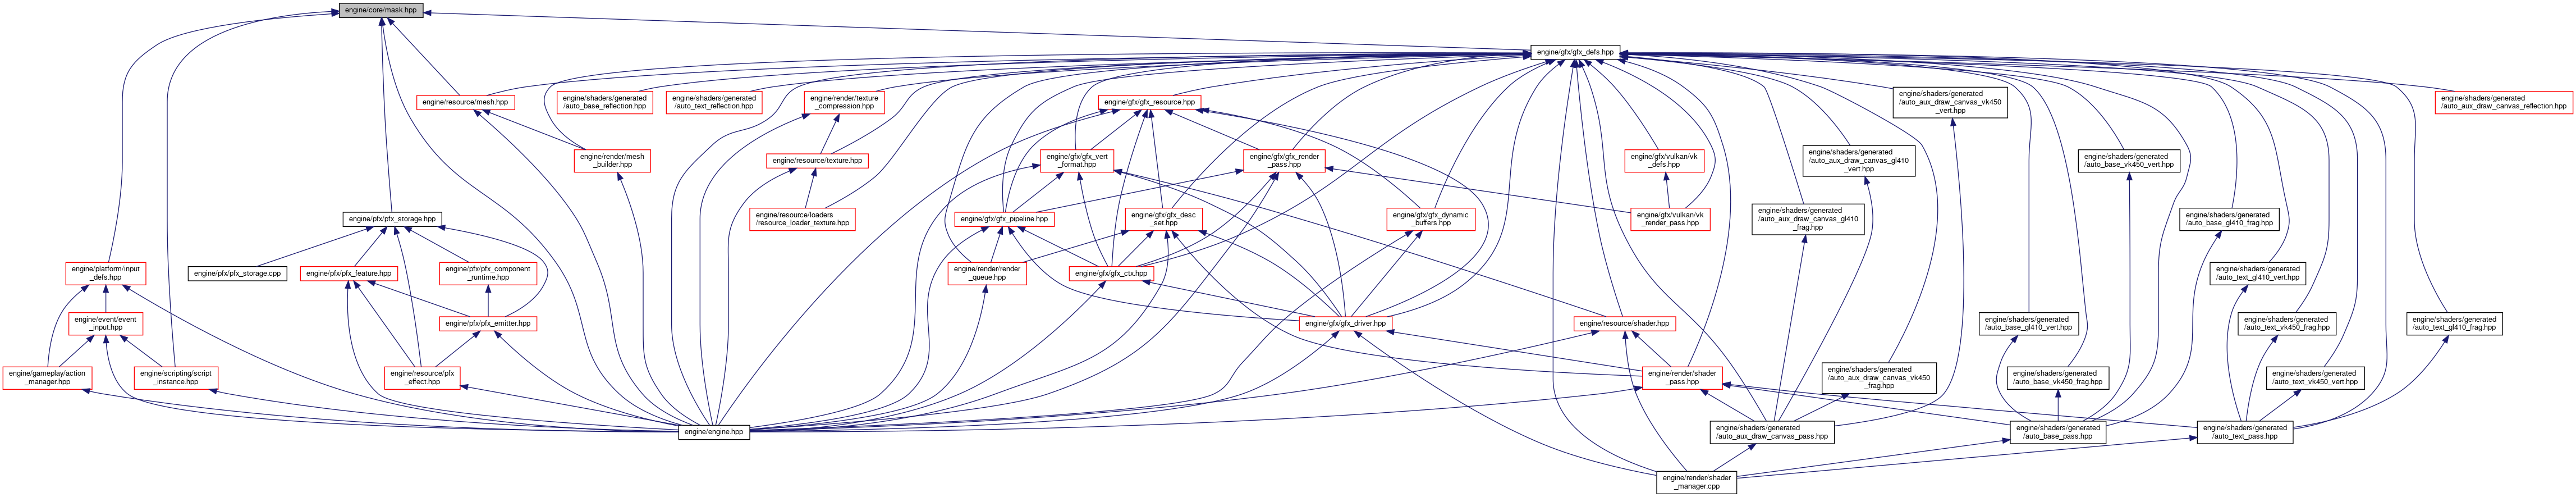 engine/core/mask.hpp
engine/gfx/gfx_defs.hpp
engine/resource/mesh.hpp
engine/shaders/generated
/auto_base_reflection.hpp
engine/shaders/generated
/auto_text_reflection.hpp
engine/render/texture
_compression.hpp
engine/gfx/gfx_resource.hpp
engine/shaders/generated
/auto_aux_draw_canvas_vk450
_vert.hpp
engine/shaders/generated
/auto_aux_draw_canvas_reflection.hpp
engine/render/mesh
_builder.hpp
engine/resource/texture.hpp
engine/gfx/gfx_vert
_format.hpp
engine/gfx/gfx_render
_pass.hpp
engine/gfx/vulkan/vk
_defs.hpp
engine/shaders/generated
/auto_aux_draw_canvas_gl410
_vert.hpp
engine/shaders/generated
/auto_base_vk450_vert.hpp
engine/pfx/pfx_storage.hpp
engine/resource/loaders
/resource_loader_texture.hpp
engine/gfx/gfx_pipeline.hpp
engine/gfx/gfx_desc
_set.hpp
engine/gfx/gfx_dynamic
_buffers.hpp
engine/gfx/vulkan/vk
_render_pass.hpp
engine/shaders/generated
/auto_aux_draw_canvas_gl410
_frag.hpp
engine/shaders/generated
/auto_base_gl410_frag.hpp
engine/platform/input
_defs.hpp
engine/pfx/pfx_storage.cpp
engine/pfx/pfx_feature.hpp
engine/pfx/pfx_component
_runtime.hpp
engine/render/render
_queue.hpp
engine/gfx/gfx_ctx.hpp
engine/shaders/generated
/auto_text_gl410_vert.hpp
engine/event/event
_input.hpp
engine/pfx/pfx_emitter.hpp
engine/gfx/gfx_driver.hpp
engine/resource/shader.hpp
engine/shaders/generated
/auto_base_gl410_vert.hpp
engine/shaders/generated
/auto_text_vk450_frag.hpp
engine/shaders/generated
/auto_text_gl410_frag.hpp
engine/gameplay/action
_manager.hpp
engine/scripting/script
_instance.hpp
engine/resource/pfx
_effect.hpp
engine/render/shader
_pass.hpp
engine/shaders/generated
/auto_aux_draw_canvas_vk450
_frag.hpp
engine/shaders/generated
/auto_base_vk450_frag.hpp
engine/shaders/generated
/auto_text_vk450_vert.hpp
engine/engine.hpp
engine/shaders/generated
/auto_aux_draw_canvas_pass.hpp
engine/shaders/generated
/auto_base_pass.hpp
engine/shaders/generated
/auto_text_pass.hpp
engine/render/shader
_manager.cpp